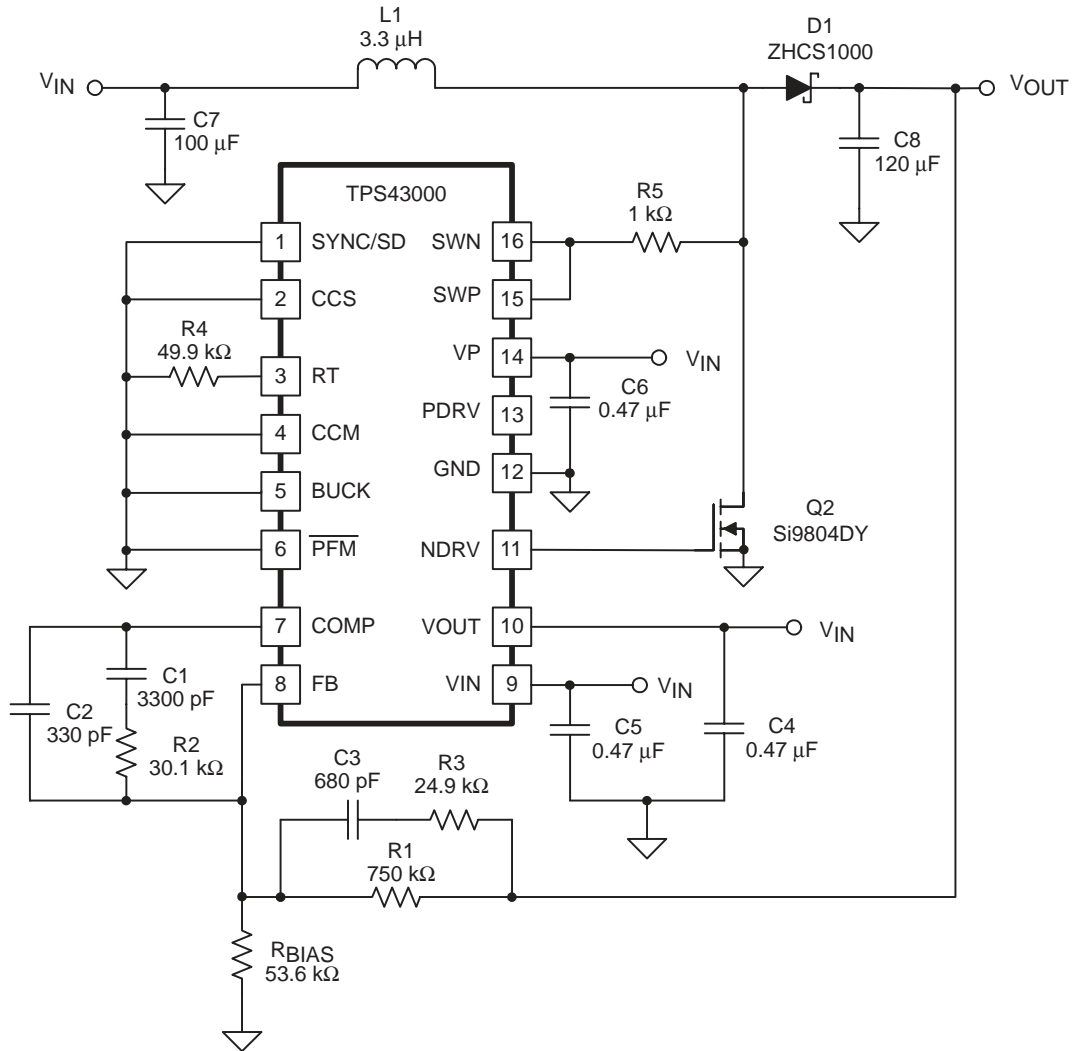 L1
3.3 μH
D1
ZHCS1000
VIN
VOUT
C7
100 μF
C8
120 μF
TPS43000
R5
1 kΩ
1
SYNC/SD
SWN
16
2
CCS
SWP
15
R4
49.9 kΩ
3
RT
VP
14
VIN
C6
0.47 μF
4
CCM
PDRV
13
5
BUCK
GND
12
6
PFM
NDRV
11
Q2
Si9804DY
7
COMP
VOUT
10
VIN
8
FB
VIN
9
VIN
C1
3300 pF
C2
330 pF
R2
30.1 kΩ
C5
0.47 μF
C4
0.47 μF
C3
680 pF
R3
24.9 kΩ
R1
750 kΩ
RBIAS
53.6 kΩ